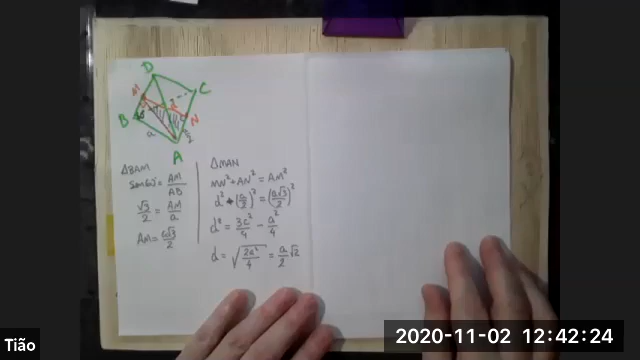 D
M
C
d
B
60°
N
a
A
ΔBAM
sen60° = AM/AB
√3/2 = AM/a
AM = a√3/2
ΔMAN
MN² + AN² = AM²
d² + (a/2)² = (a√3/2)²
d² = 3a²/4 - a²/4
d = √(2a²/4) = a/2 √2
Tião
2020-11-02 12:42:24